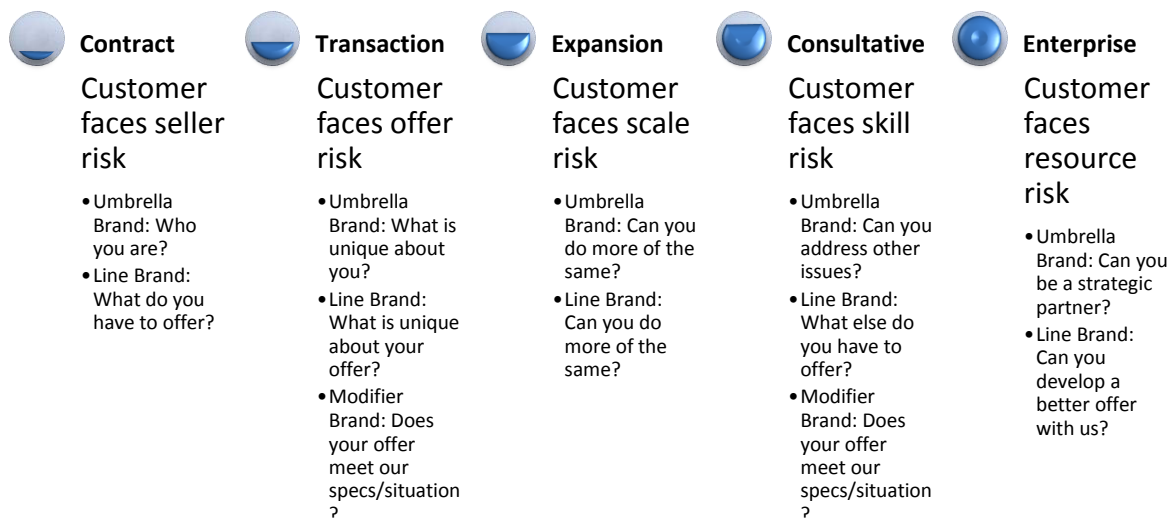 Contract
Customer
faces seller
risk
•Umbrella
Brand: Who
you are?
•Line Brand:
What do you
have to offer?
Transaction
Customer
faces offer
risk
•Umbrella
Brand: What is
unique about
you?
•Line Brand:
What is unique
about your
offer?
•Modifier
Brand: Does
your offer
meet our
specs/situation
?
Expansion
Customer
faces scale
risk
•Umbrella
Brand: Can you
do more of the
same?
•Line Brand:
Can you do
more of the
same?
Consultative
Customer
faces skill
risk
•Umbrella
Brand: Can you
address other
issues?
•Line Brand:
What else do
you have to
offer?
•Modifier
Brand: Does
your offer
meet our
specs/situation
?
Enterprise
Customer
faces
resource
risk
•Umbrella
Brand: Can you
be a strategic
partner?
•Line Brand:
Can you
develop a
better offer
with us?